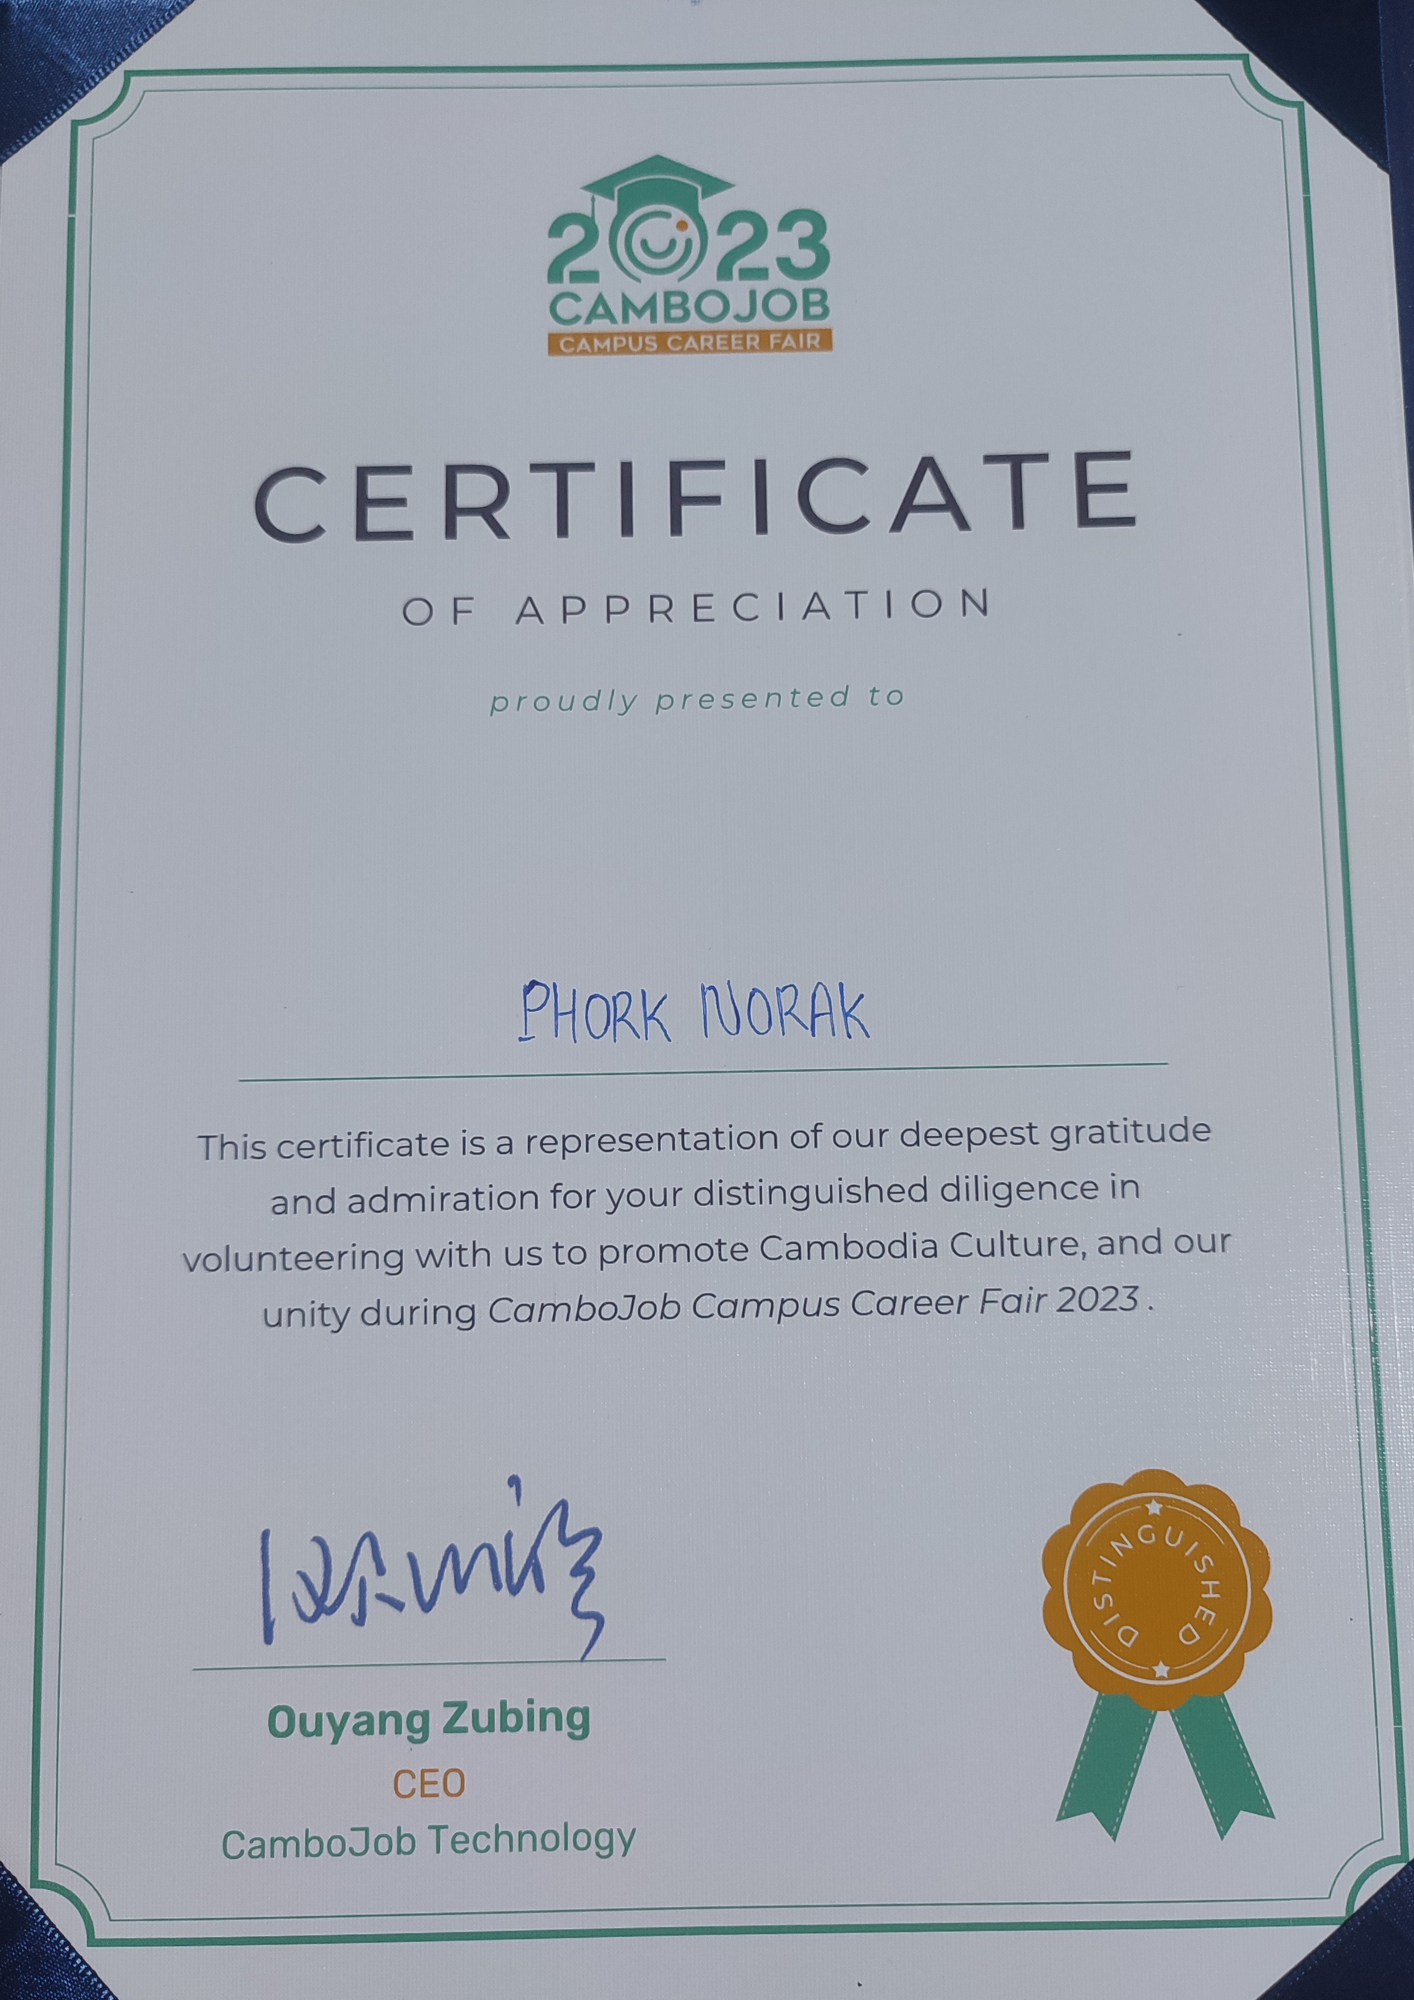 2023
CAMBOJOB
CAMPUS CAREER FAIR
CERTIFICATE
OF APPRECIATION
proudly presented to
PHORK NORAK
This certificate is a representation of our deepest gratitude
and admiration for your distinguished diligence in
volunteering with us to promote Cambodia Culture, and our
unity during CamboJob Campus Career Fair 2023.
DISTINGUISHED
Ouyang Zubing
CEO
CamboJob Technology